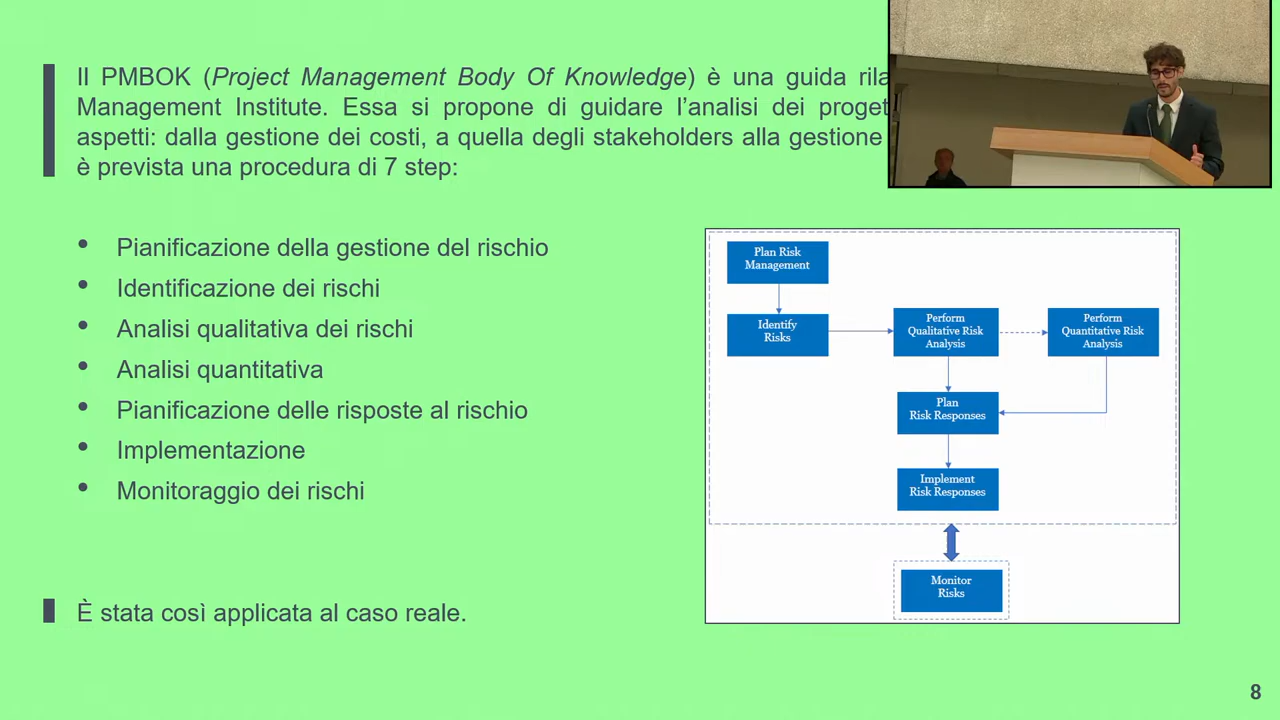 Il PMBOK (Project Management Body Of Knowledge) è una guida rila
Management Institute. Essa si propone di guidare l’analisi dei proget
aspetti: dalla gestione dei costi, a quella degli stakeholders alla gestione
è prevista una procedura di 7 step:
• Pianificazione della gestione del rischio
• Identificazione dei rischi
• Analisi qualitativa dei rischi
• Analisi quantitativa
• Pianificazione delle risposte al rischio
• Implementazione
• Monitoraggio dei rischi
È stata così applicata al caso reale.
Plan Risk
Management
Identify
Risks
Perform
Qualitative Risk
Analysis
Perform
Quantitative Risk
Analysis
Plan
Risk Responses
Implement
Risk Responses
Monitor
Risks
8